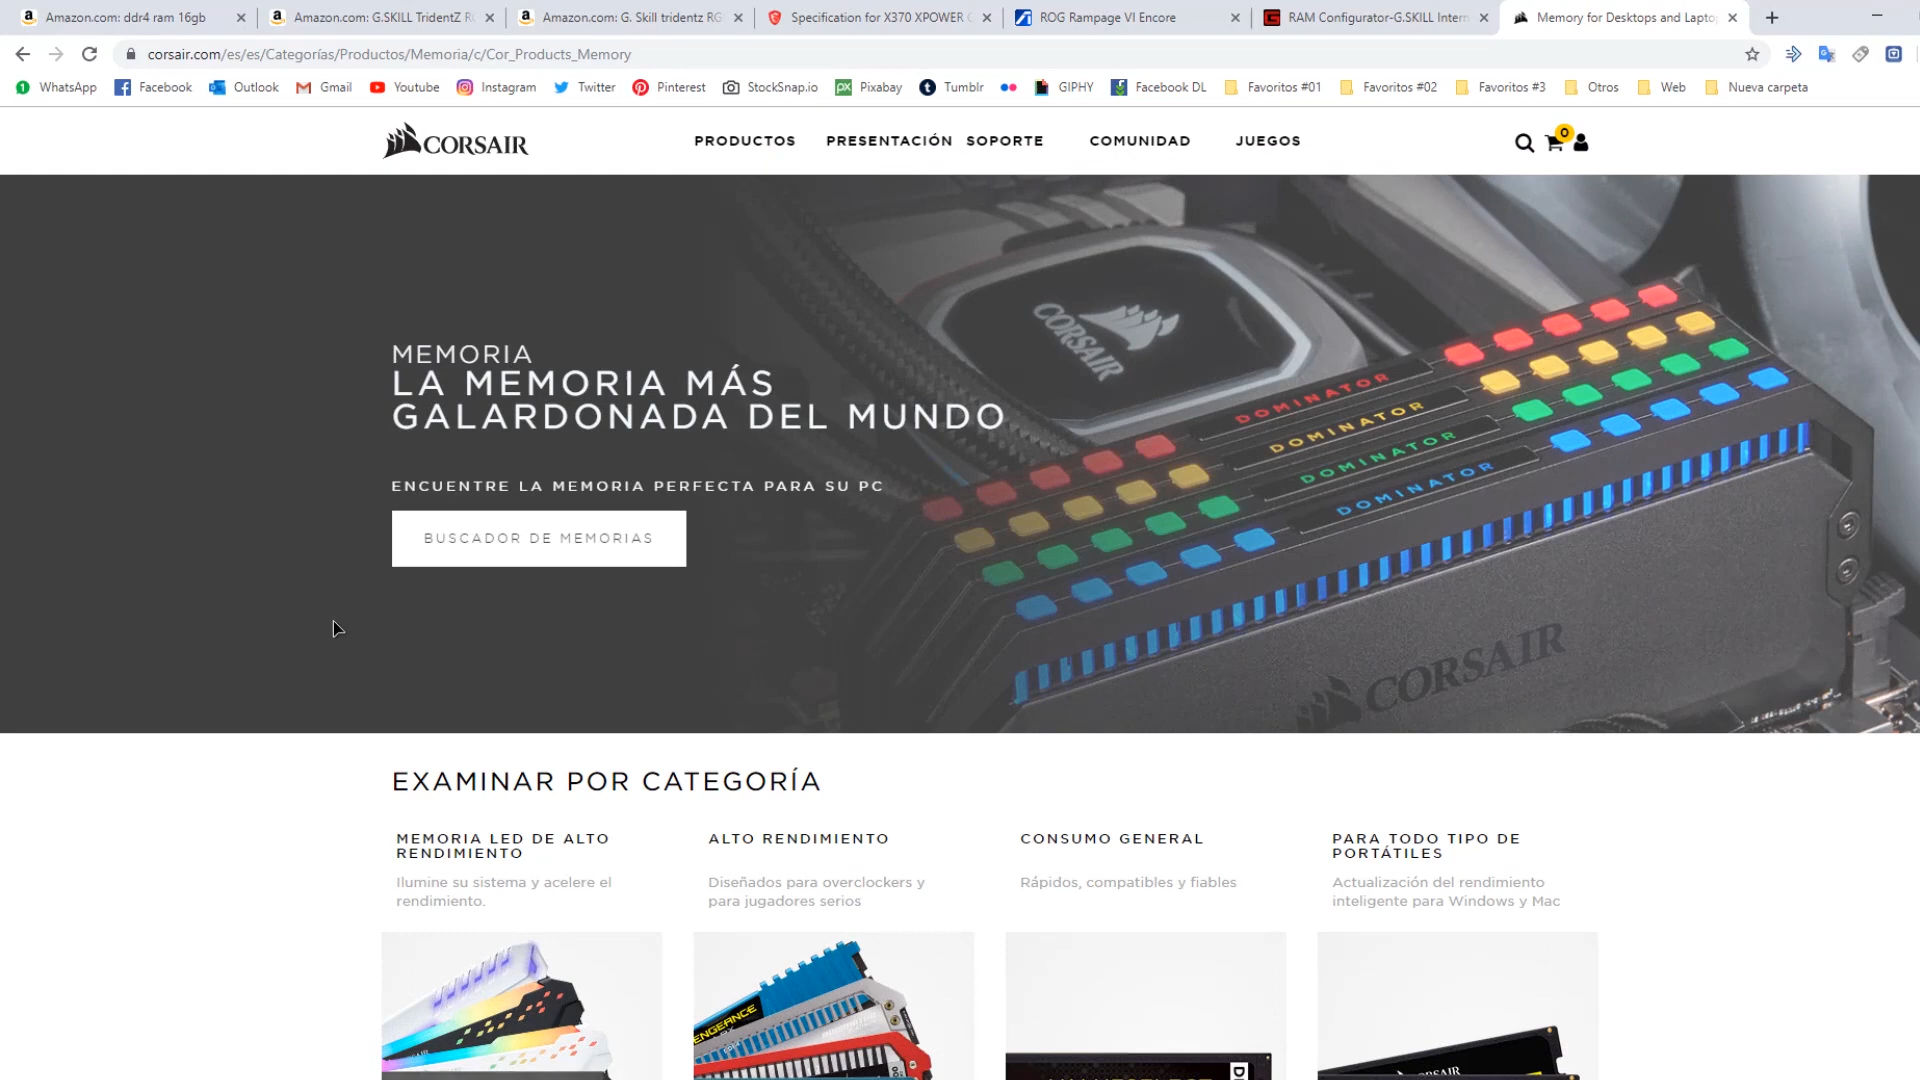 Amazon.com: ddr4 ram 16gb
Amazon.com: G.SKILL TridentZ R
Amazon.com: G. Skill tridentz RG
Specification for X370 XPOWER G
ROG Rampage VI Encore
RAM Configurator-G.SKILL Intern
Memory for Desktops and Lapto
corsair.com/es/es/Categorías/Productos/Memoria/c/Cor_Products_Memory
WhatsApp Facebook Outlook Gmail Youtube Instagram Twitter Pinterest StockSnap.io Pixabay Tumblr GIPHY Facebook DL Favoritos #01 Favoritos #02 Favoritos #3 Otros Web Nueva carpeta
CORSAIR
PRODUCTOS PRESENTACIÓN SOPORTE COMUNIDAD JUEGOS
0
MEMORIA
LA MEMORIA MÁS
GALARDONADA DEL MUNDO
ENCUENTRE LA MEMORIA PERFECTA PARA SU PC
BUSCADOR DE MEMORIAS
CORSAIR
DOMINATOR
DOMINATOR
DOMINATOR
DOMINATOR
CORSAIR
EXAMINAR POR CATEGORÍA
MEMORIA LED DE ALTO
RENDIMIENTO
Ilumine su sistema y acelere el
rendimiento.
ALTO RENDIMIENTO
Diseñados para overclockers y
para jugadores serios
CONSUMO GENERAL
Rápidos, compatibles y fiables
PARA TODO TIPO DE
PORTÁTILES
Actualización del rendimiento
inteligente para Windows y Mac
VENGEANCE
CORSAIR